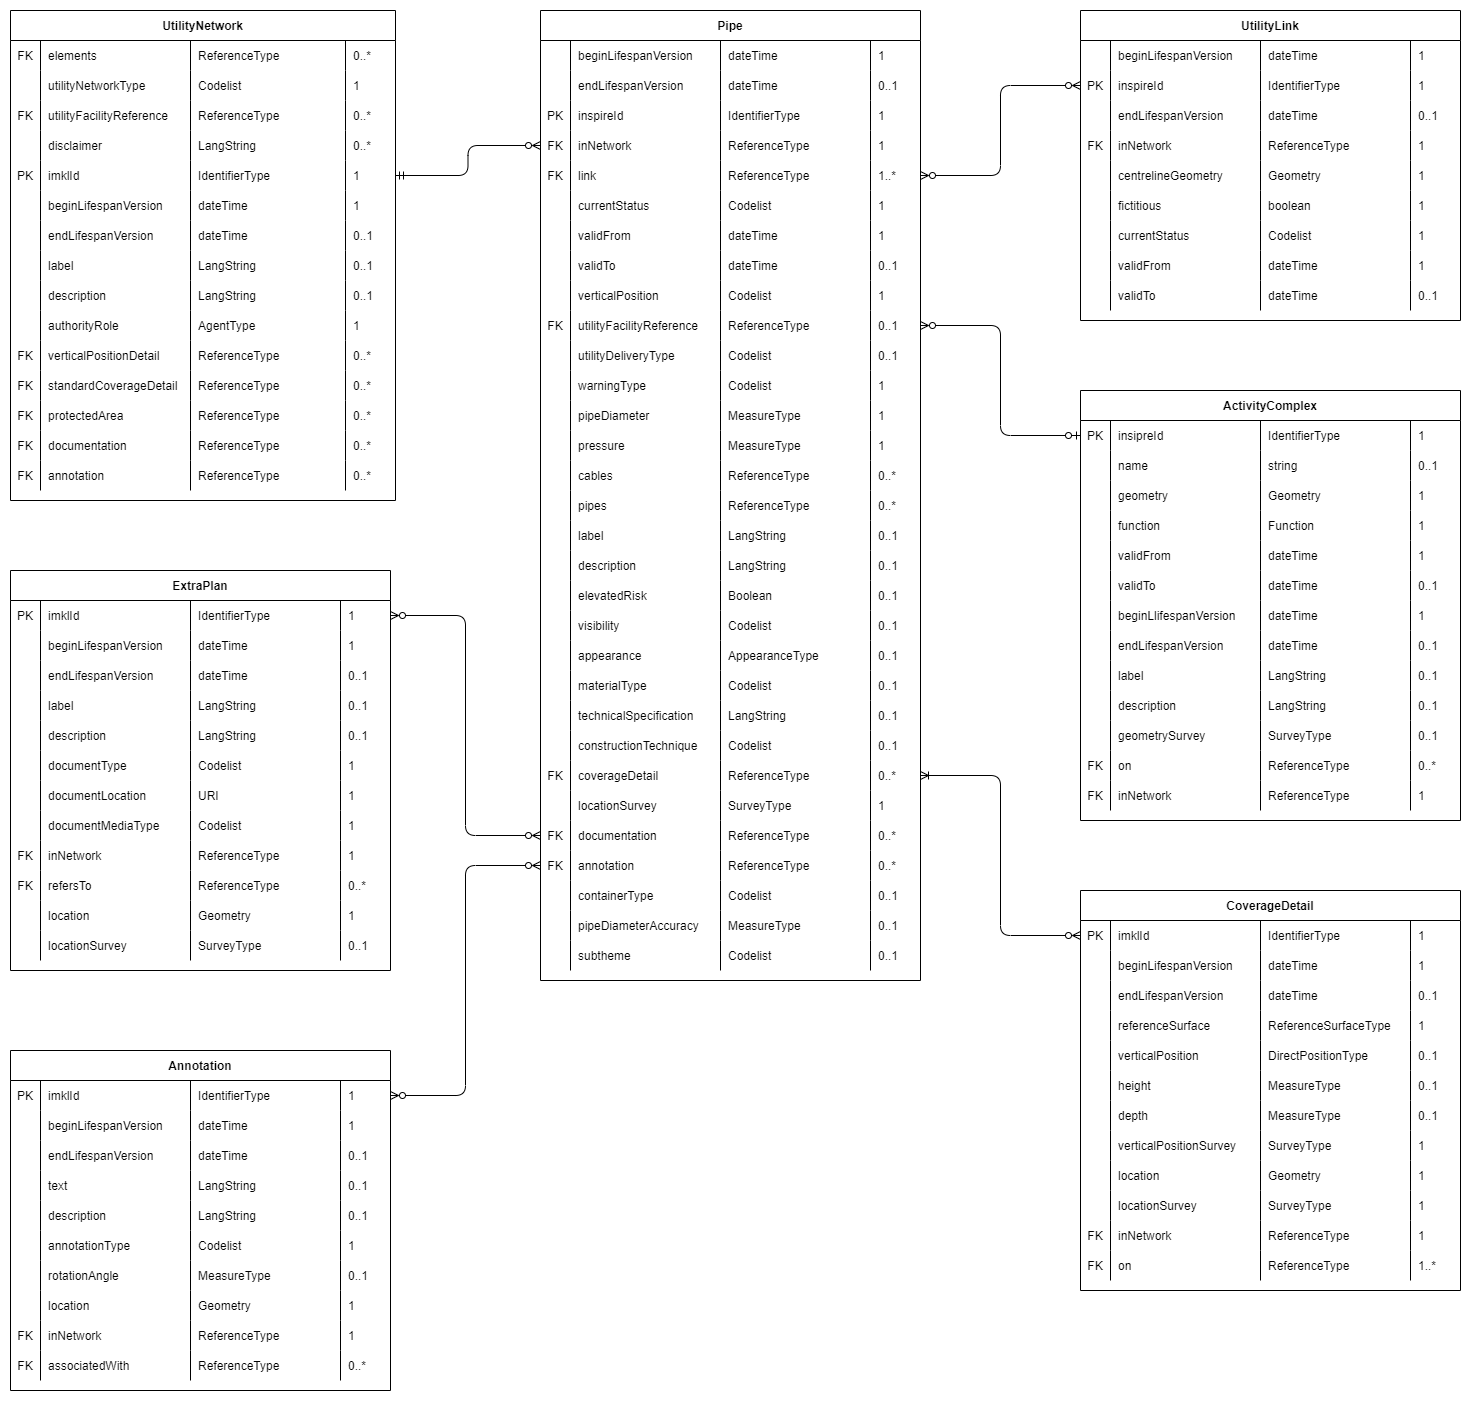 UtilityNetwork
FK elements ReferenceType 0..*
utilityNetworkType Codelist 1
FK utilityFacilityReference ReferenceType 0..*
disclaimer LangString 0..*
PK imklId IdentifierType 1
beginLifespanVersion dateTime 1
endLifespanVersion dateTime 0..1
label LangString 0..1
description LangString 0..1
authorityRole AgentType 1
FK verticalPositionDetail ReferenceType 0..*
FK standardCoverageDetail ReferenceType 0..*
FK protectedArea ReferenceType 0..*
FK documentation ReferenceType 0..*
FK annotation ReferenceType 0..*
ExtraPlan
PK imklId IdentifierType 1
beginLifespanVersion dateTime 1
endLifespanVersion dateTime 0..1
label LangString 0..1
description LangString 0..1
documentType Codelist 1
documentLocation URI 1
documentMediaType Codelist 1
FK inNetwork ReferenceType 1
FK refersTo ReferenceType 0..*
location Geometry 1
locationSurvey SurveyType 0..1
Annotation
PK imklId IdentifierType 1
beginLifespanVersion dateTime 1
endLifespanVersion dateTime 0..1
text LangString 0..1
description LangString 0..1
annotationType Codelist 1
rotationAngle MeasureType 0..1
location Geometry 1
FK inNetwork ReferenceType 1
FK associatedWith ReferenceType 0..*
Pipe
beginLifespanVersion dateTime 1
endLifespanVersion dateTime 0..1
PK inspireId IdentifierType 1
FK inNetwork ReferenceType 1
FK link ReferenceType 1..*
currentStatus Codelist 1
validFrom dateTime 1
validTo dateTime 0..1
verticalPosition Codelist 1
FK utilityFacilityReference ReferenceType 0..1
utilityDeliveryType Codelist 0..1
warningType Codelist 1
pipeDiameter MeasureType 1
pressure MeasureType 1
cables ReferenceType 0..*
pipes ReferenceType 0..*
label LangString 0..1
description LangString 0..1
elevatedRisk Boolean 0..1
visibility Codelist 0..1
appearance AppearanceType 0..1
materialType Codelist 0..1
technicalSpecification LangString 0..1
constructionTechnique Codelist 0..1
FK coverageDetail ReferenceType 0..*
locationSurvey SurveyType 1
FK documentation ReferenceType 0..*
FK annotation ReferenceType 0..*
containerType Codelist 0..1
pipeDiameterAccuracy MeasureType 0..1
subtheme Codelist 0..1
UtilityLink
beginLifespanVersion dateTime 1
PK inspireId IdentifierType 1
endLifespanVersion dateTime 0..1
FK inNetwork ReferenceType 1
centrelineGeometry Geometry 1
fictitious boolean 1
currentStatus Codelist 1
validFrom dateTime 1
validTo dateTime 0..1
ActivityComplex
PK insipreId IdentifierType 1
name string 0..1
geometry Geometry 1
function Function 1
validFrom dateTime 1
validTo dateTime 0..1
beginLlifespanVersion dateTime 1
endLifespanVersion dateTime 0..1
label LangString 0..1
description LangString 0..1
geometrySurvey SurveyType 0..1
FK on ReferenceType 0..*
FK inNetwork ReferenceType 1
CoverageDetail
PK imklId IdentifierType 1
beginLifespanVersion dateTime 1
endLifespanVersion dateTime 0..1
referenceSurface ReferenceSurfaceType 1
verticalPosition DirectPositionType 0..1
height MeasureType 0..1
depth MeasureType 0..1
verticalPositionSurvey SurveyType 1
location Geometry 1
locationSurvey SurveyType 1
FK inNetwork ReferenceType 1
FK on ReferenceType 1..*